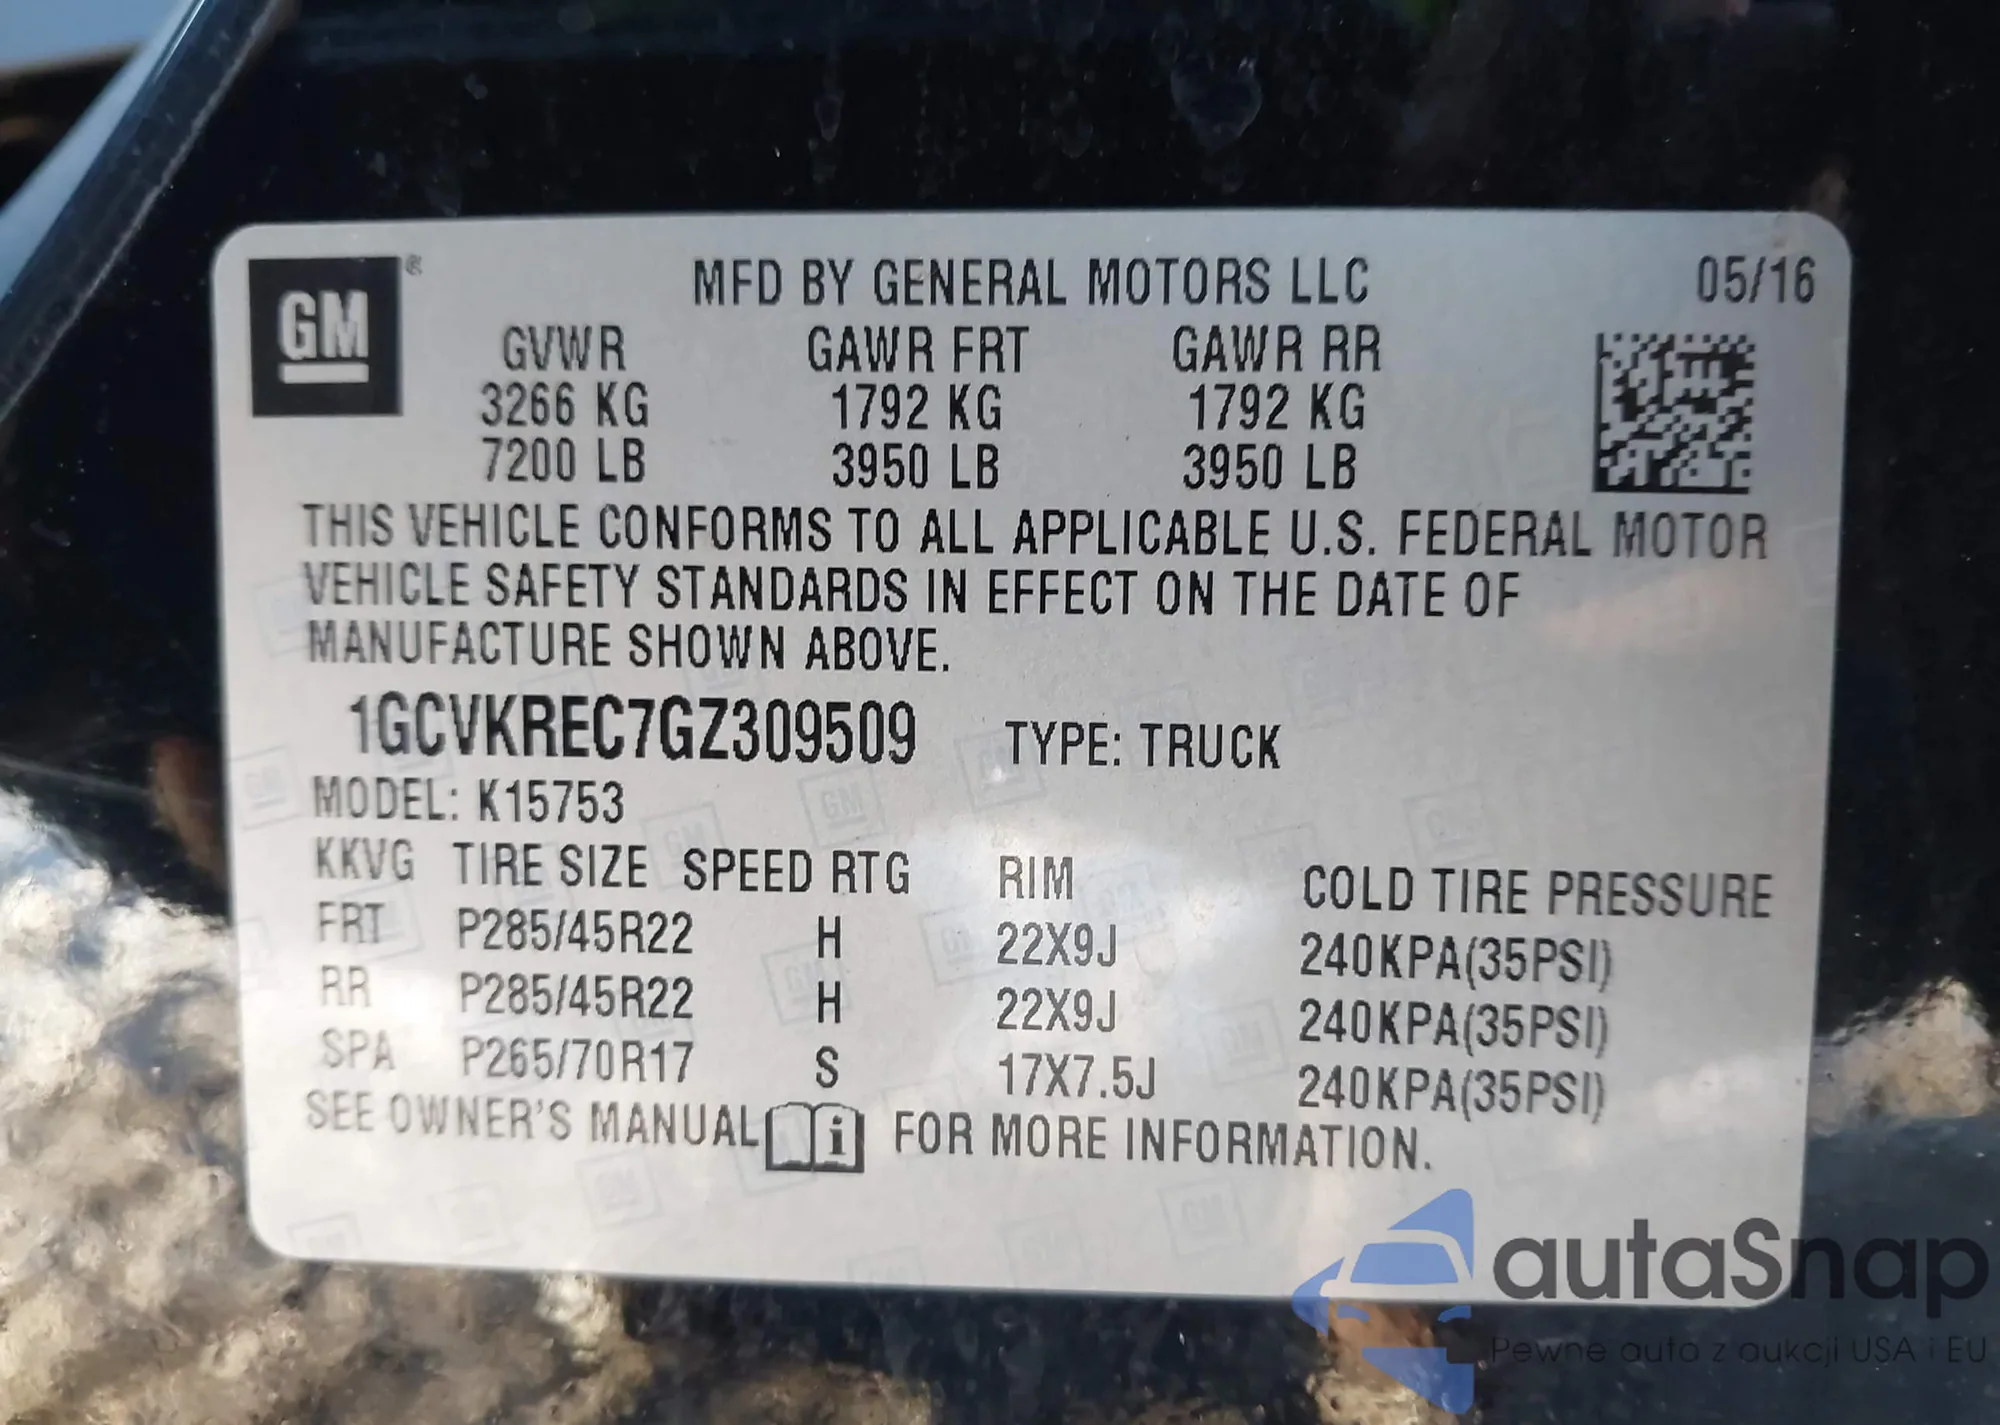 GM ® MFD BY GENERAL MOTORS LLC 05/16
GVWR GAWR FRT GAWR RR
3266 KG 1792 KG 1792 KG
7200 LB 3950 LB 3950 LB
THIS VEHICLE CONFORMS TO ALL APPLICABLE U.S. FEDERAL MOTOR
VEHICLE SAFETY STANDARDS IN EFFECT ON THE DATE OF
MANUFACTURE SHOWN ABOVE.
1GCVKREC7GZ309509 TYPE: TRUCK
MODEL: K15753
KKVG TIRE SIZE SPEED RTG RIM COLD TIRE PRESSURE
FRT P285/45R22 H 22X9J 240KPA(35PSI)
RR P285/45R22 H 22X9J 240KPA(35PSI)
SPA P265/70R17 S 17X7.5J 240KPA(35PSI)
SEE OWNER'S MANUAL i FOR MORE INFORMATION.
autaSnap
Pewne auta z aukcji USA i EU